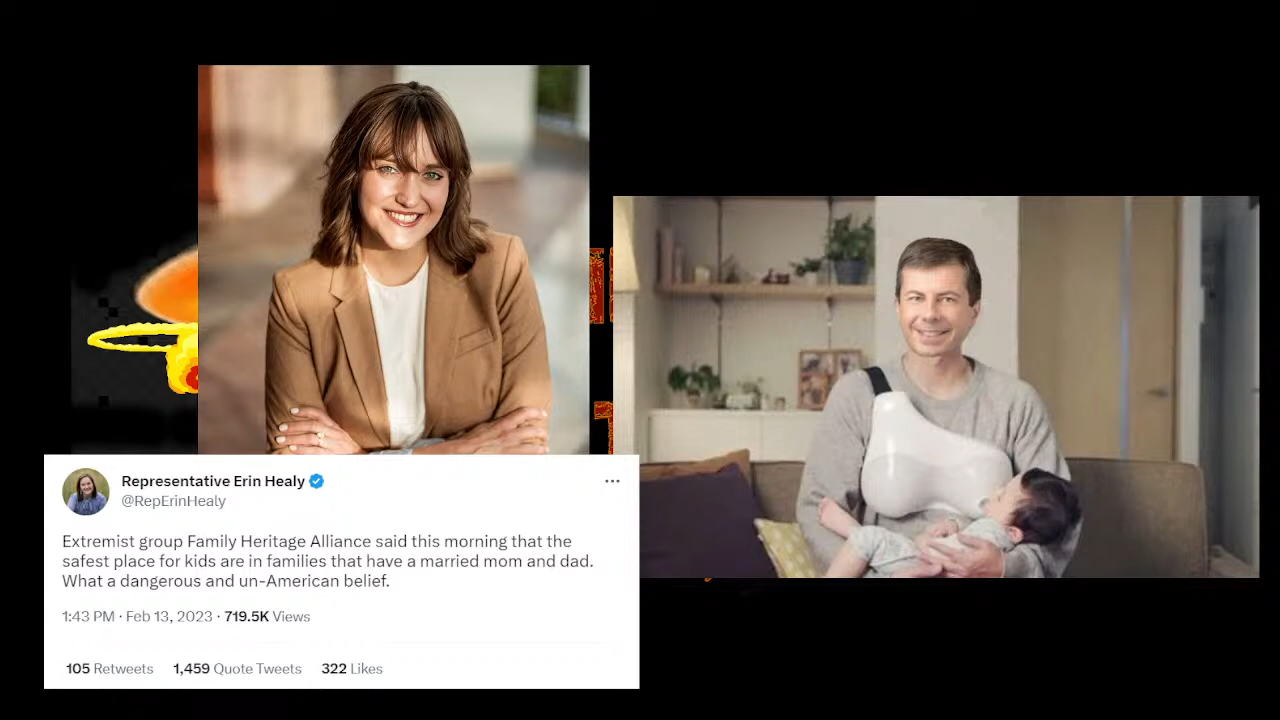 Representative Erin Healy
@RepErinHealy
Extremist group Family Heritage Alliance said this morning that the
safest place for kids are in families that have a married mom and dad.
What a dangerous and un-American belief.
1:43 PM · Feb 13, 2023 · 719.5K Views
105 Retweets 1,459 Quote Tweets 322 Likes